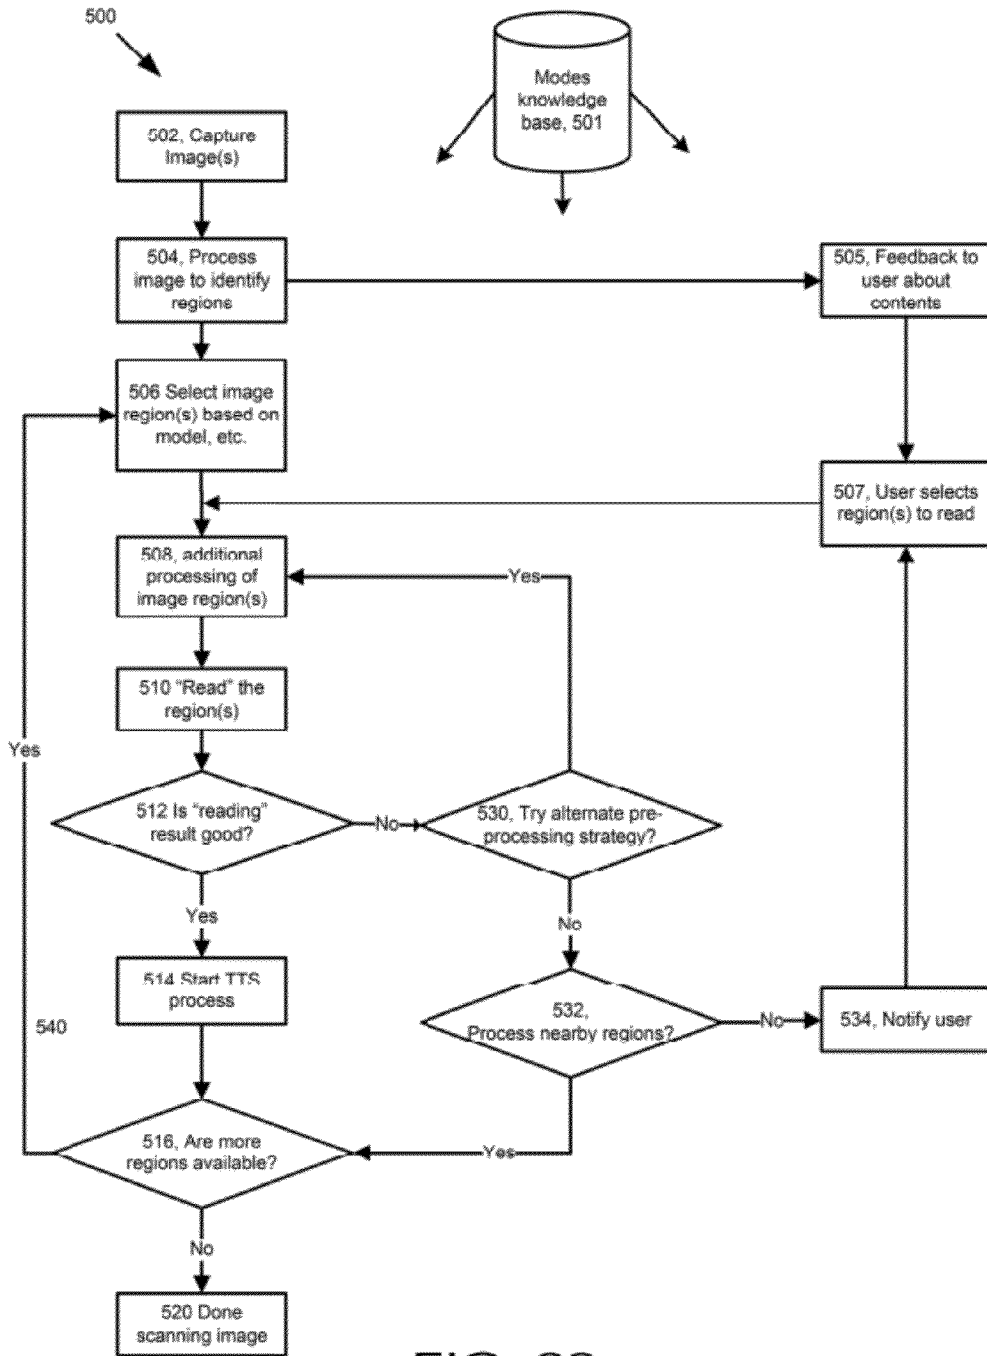 500
Modes
knowledge
base, 501
502, Capture
Image(s)
504, Process
image to identify
regions
505, Feedback to
user about
contents
506 Select image
region(s) based on
model, etc.
507, User selects
region(s) to read
508, additional
processing of
image region(s)
Yes
510 "Read" the
region(s)
Yes
512 Is "reading"
result good?
No
530, Try alternate pre-
processing strategy?
Yes
No
514 Start TTS
process
540
532,
Process nearby regions?
No
534, Notify user
516, Are more
regions available?
Yes
No
520 Done
scanning image